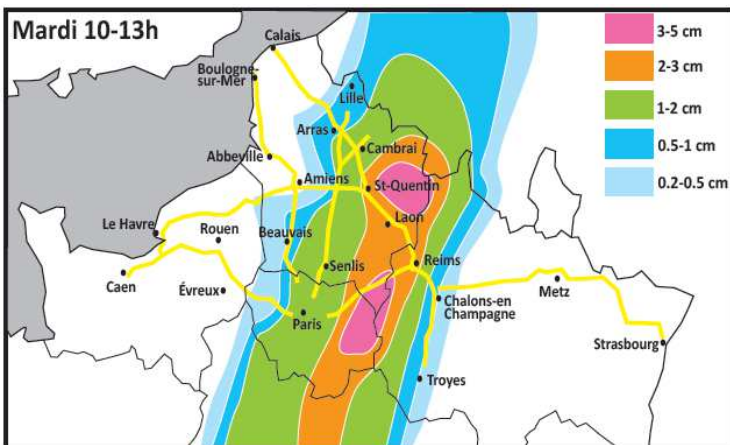 Mardi 10-13h
Calais
Boulogne-
sur-Mer
Lille
Arras
Cambrai
Abbeville
Amiens
St-Quentin
Laon
Le Havre
Rouen
Beauvais
Senlis
Reims
Caen
Évreux
Paris
Chalons-en
Champagne
Metz
Strasbourg
Troyes
3-5 cm
2-3 cm
1-2 cm
0.5-1 cm
0.2-0.5 cm